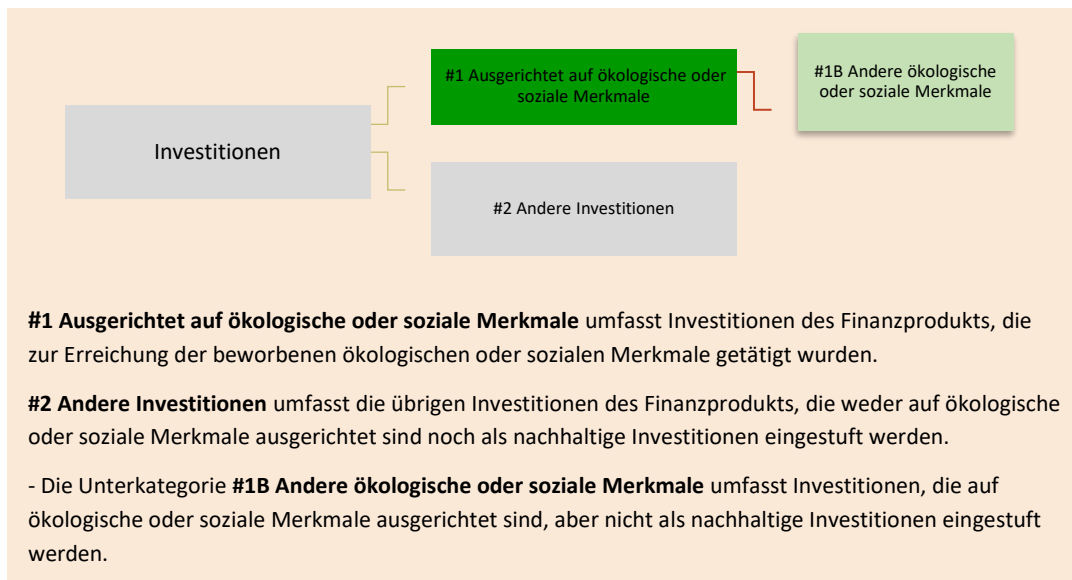 #1 Ausgerichtet auf ökologische oder
soziale Merkmale
#1B Andere ökologische
oder soziale Merkmale
Investitionen
#2 Andere Investitionen
#1 Ausgerichtet auf ökologische oder soziale Merkmale umfasst Investitionen des Finanzprodukts, die
zur Erreichung der beworbenen ökologischen oder sozialen Merkmale getätigt wurden.
#2 Andere Investitionen umfasst die übrigen Investitionen des Finanzprodukts, die weder auf ökologische
oder soziale Merkmale ausgerichtet sind noch als nachhaltige Investitionen eingestuft werden.
- Die Unterkategorie #1B Andere ökologische oder soziale Merkmale umfasst Investitionen, die auf
ökologische oder soziale Merkmale ausgerichtet sind, aber nicht als nachhaltige Investitionen eingestuft
werden.